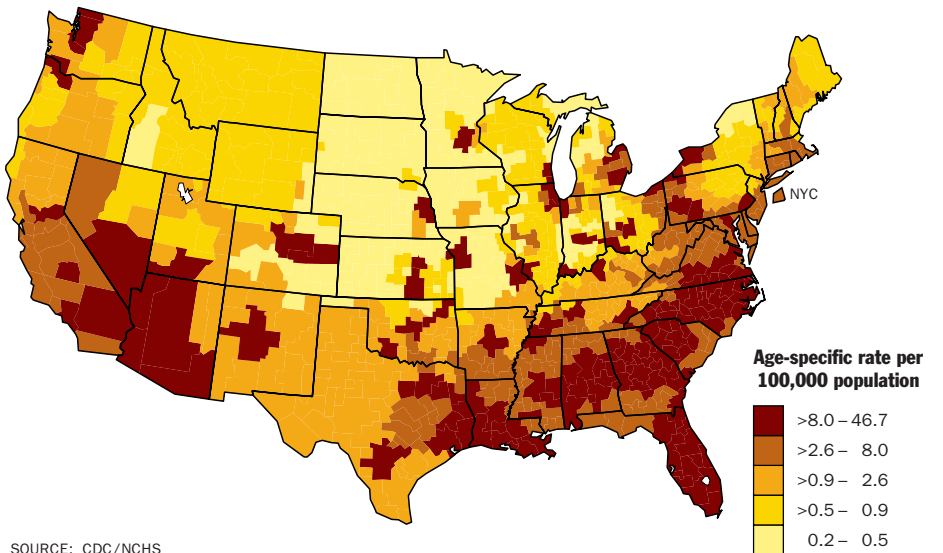 NYC
Age-specific rate per
100,000 population
>8.0 – 46.7
>2.6 – 8.0
>0.9 – 2.6
>0.5 – 0.9
0.2 – 0.5
SOURCE: CDC/NCHS